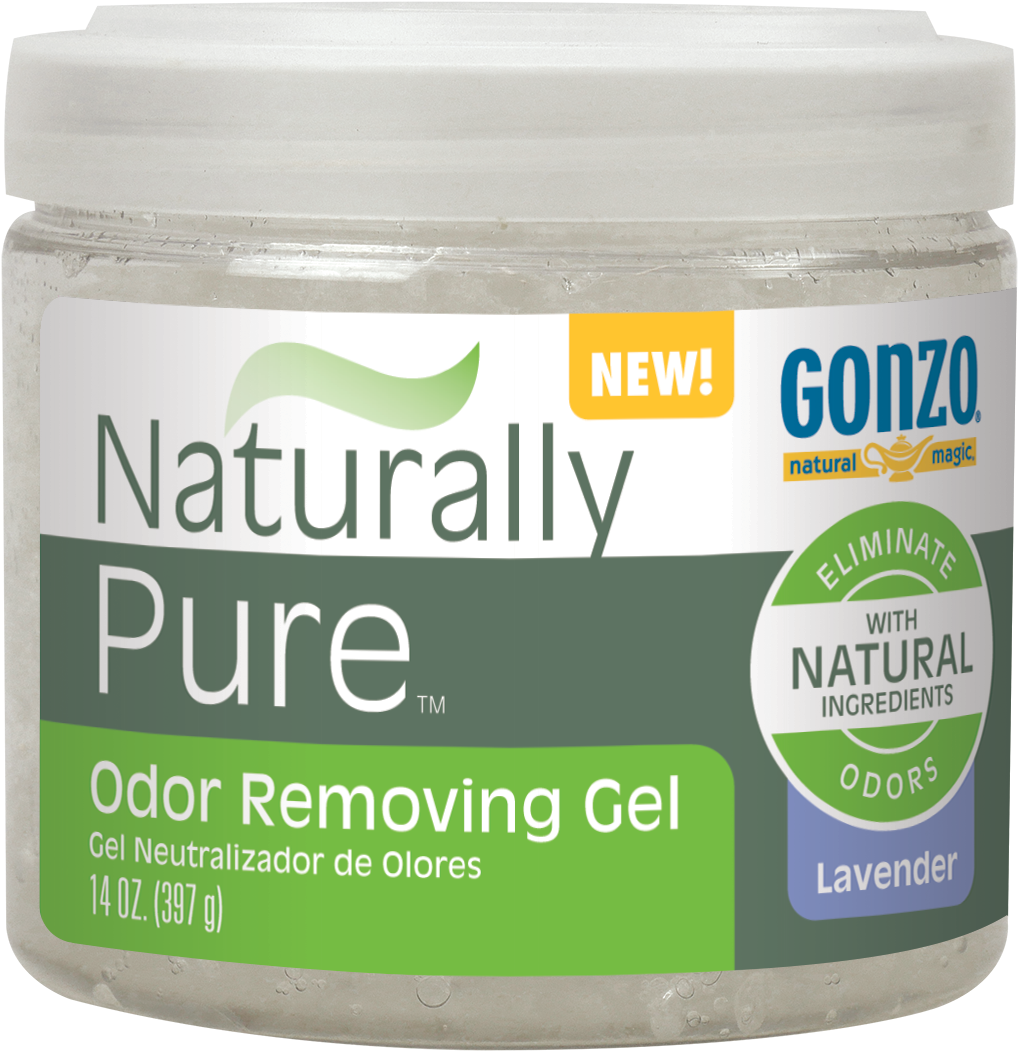 NEW!
GONZO®
natural magic®
Naturally
Pure™
ELIMINATE
WITH
NATURAL
INGREDIENTS
ODORS
Lavender
Odor Removing Gel
Gel Neutralizador de Olores
14 OZ. (397 g)